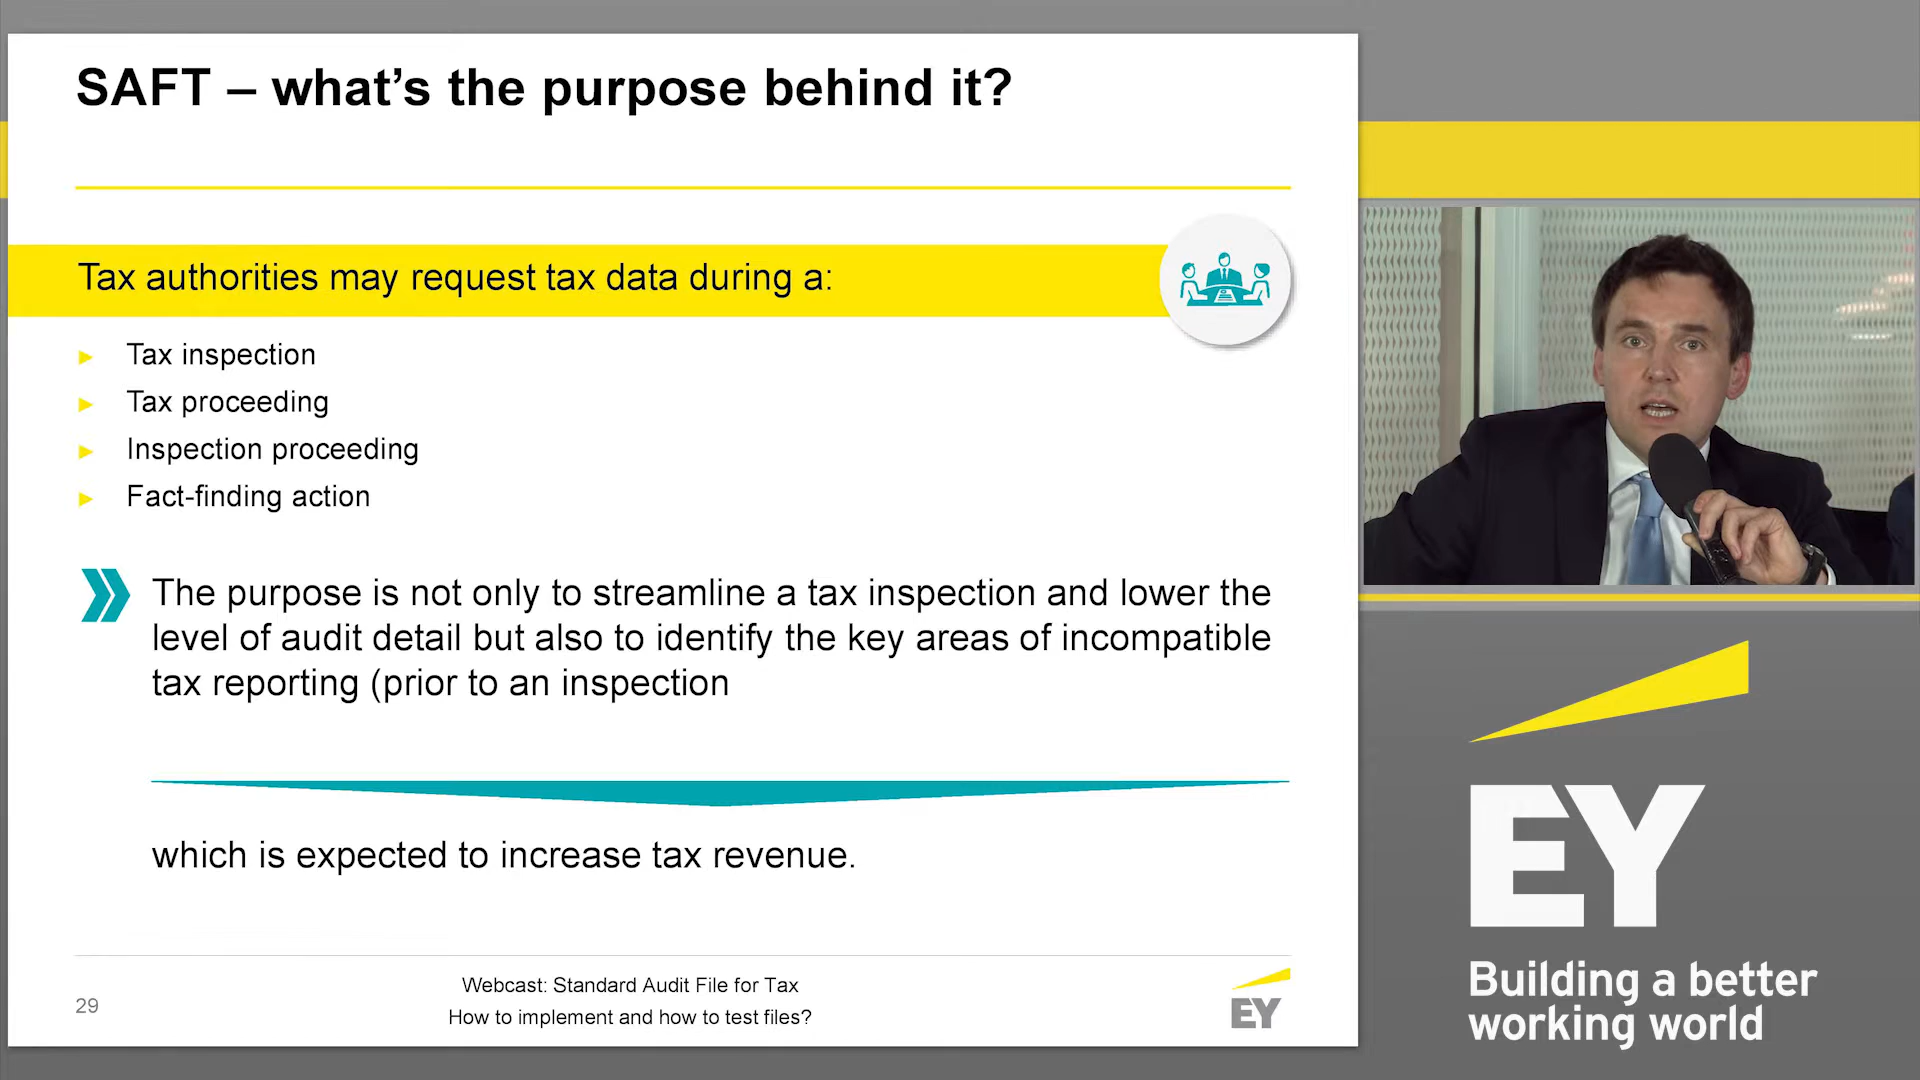 SAFT – what's the purpose behind it?
Tax authorities may request tax data during a:
► Tax inspection
► Tax proceeding
► Inspection proceeding
► Fact-finding action
The purpose is not only to streamline a tax inspection and lower the
level of audit detail but also to identify the key areas of incompatible
tax reporting (prior to an inspection
which is expected to increase tax revenue.
29
Webcast: Standard Audit File for Tax
How to implement and how to test files?
EY
EY
Building a better
working world